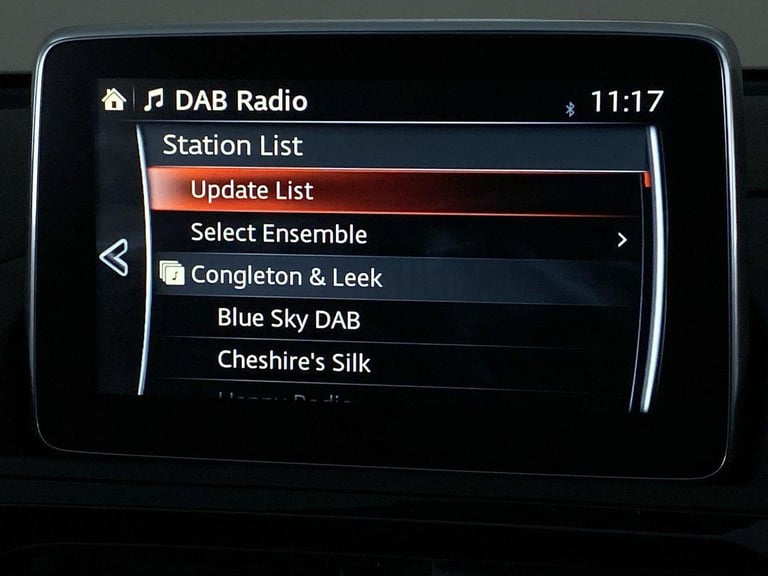 DAB Radio
11:17
Station List
Update List
Select Ensemble
Congleton & Leek
Blue Sky DAB
Cheshire's Silk